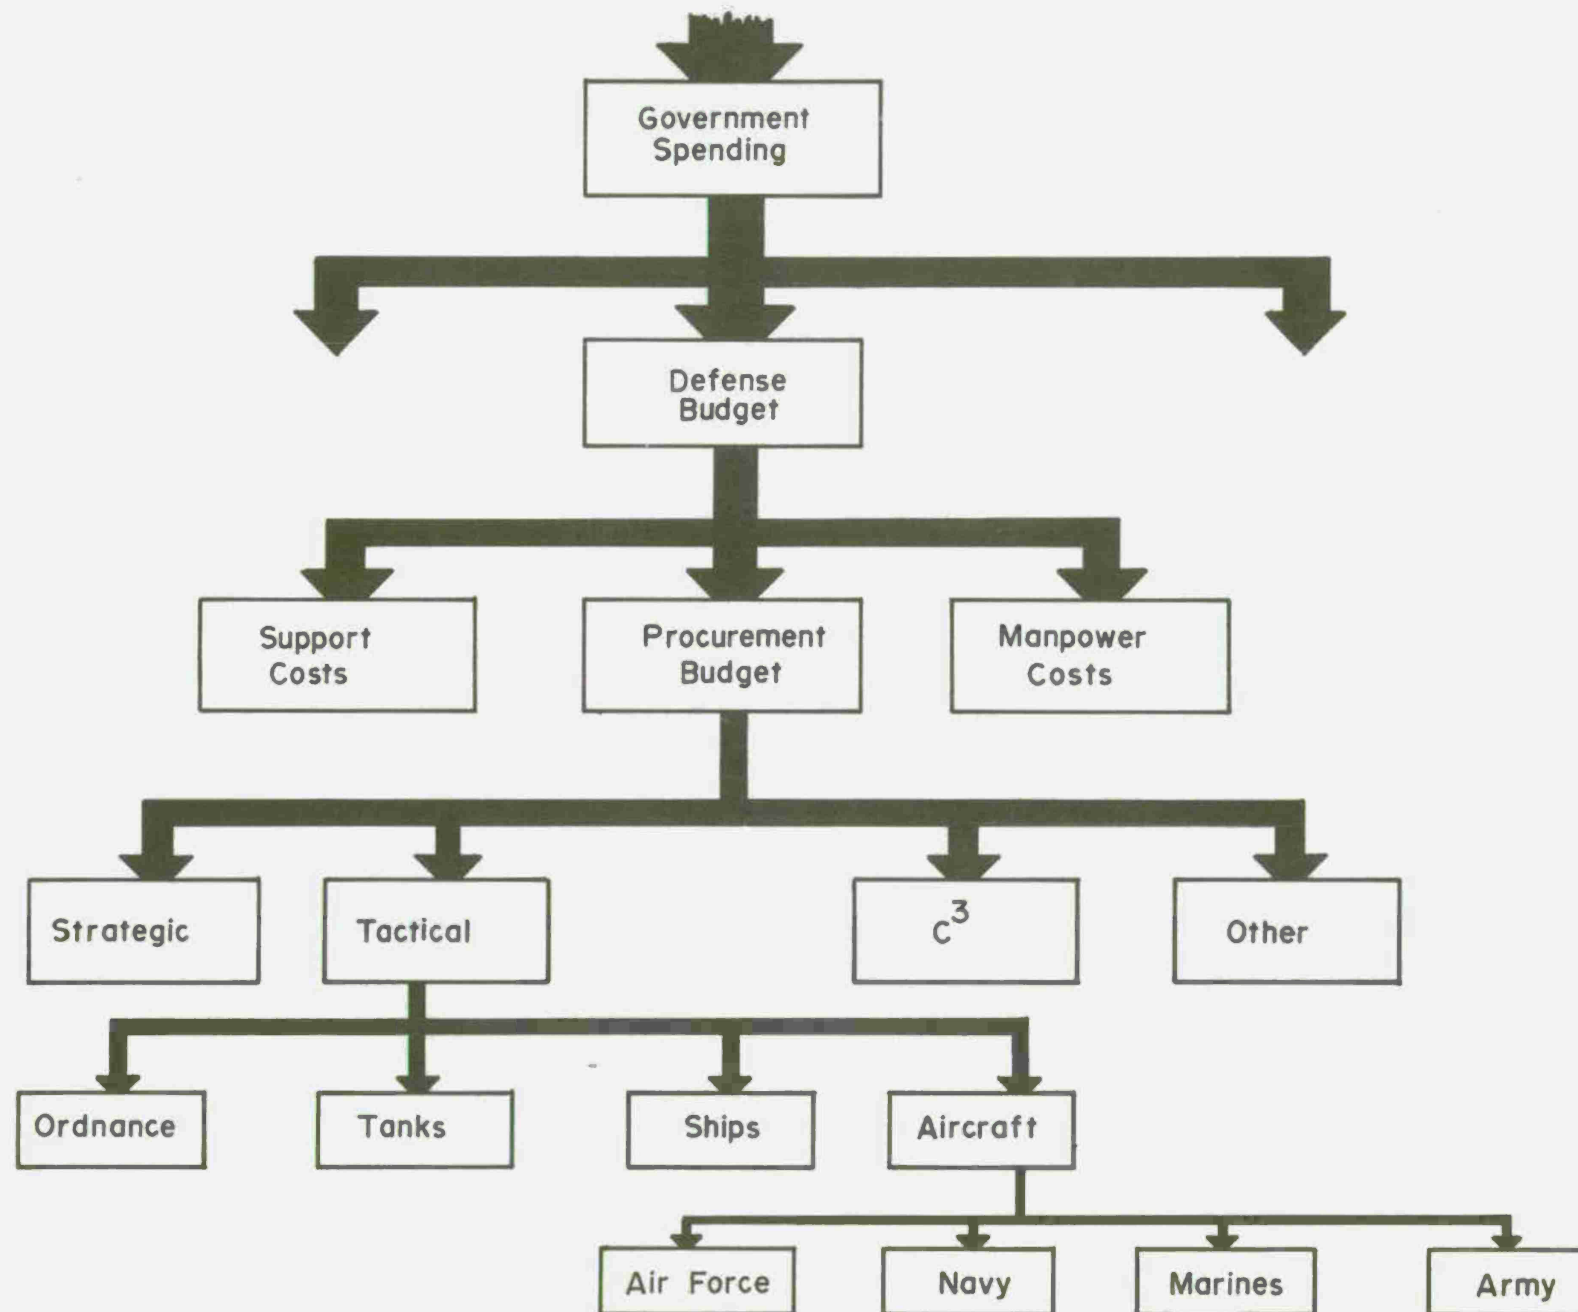 Government
Spending
Defense
Budget
Support
Costs
Procurement
Budget
Manpower
Costs
Strategic
Tactical
C³
Other
Ordnance
Tanks
Ships
Aircraft
Air Force
Navy
Marines
Army